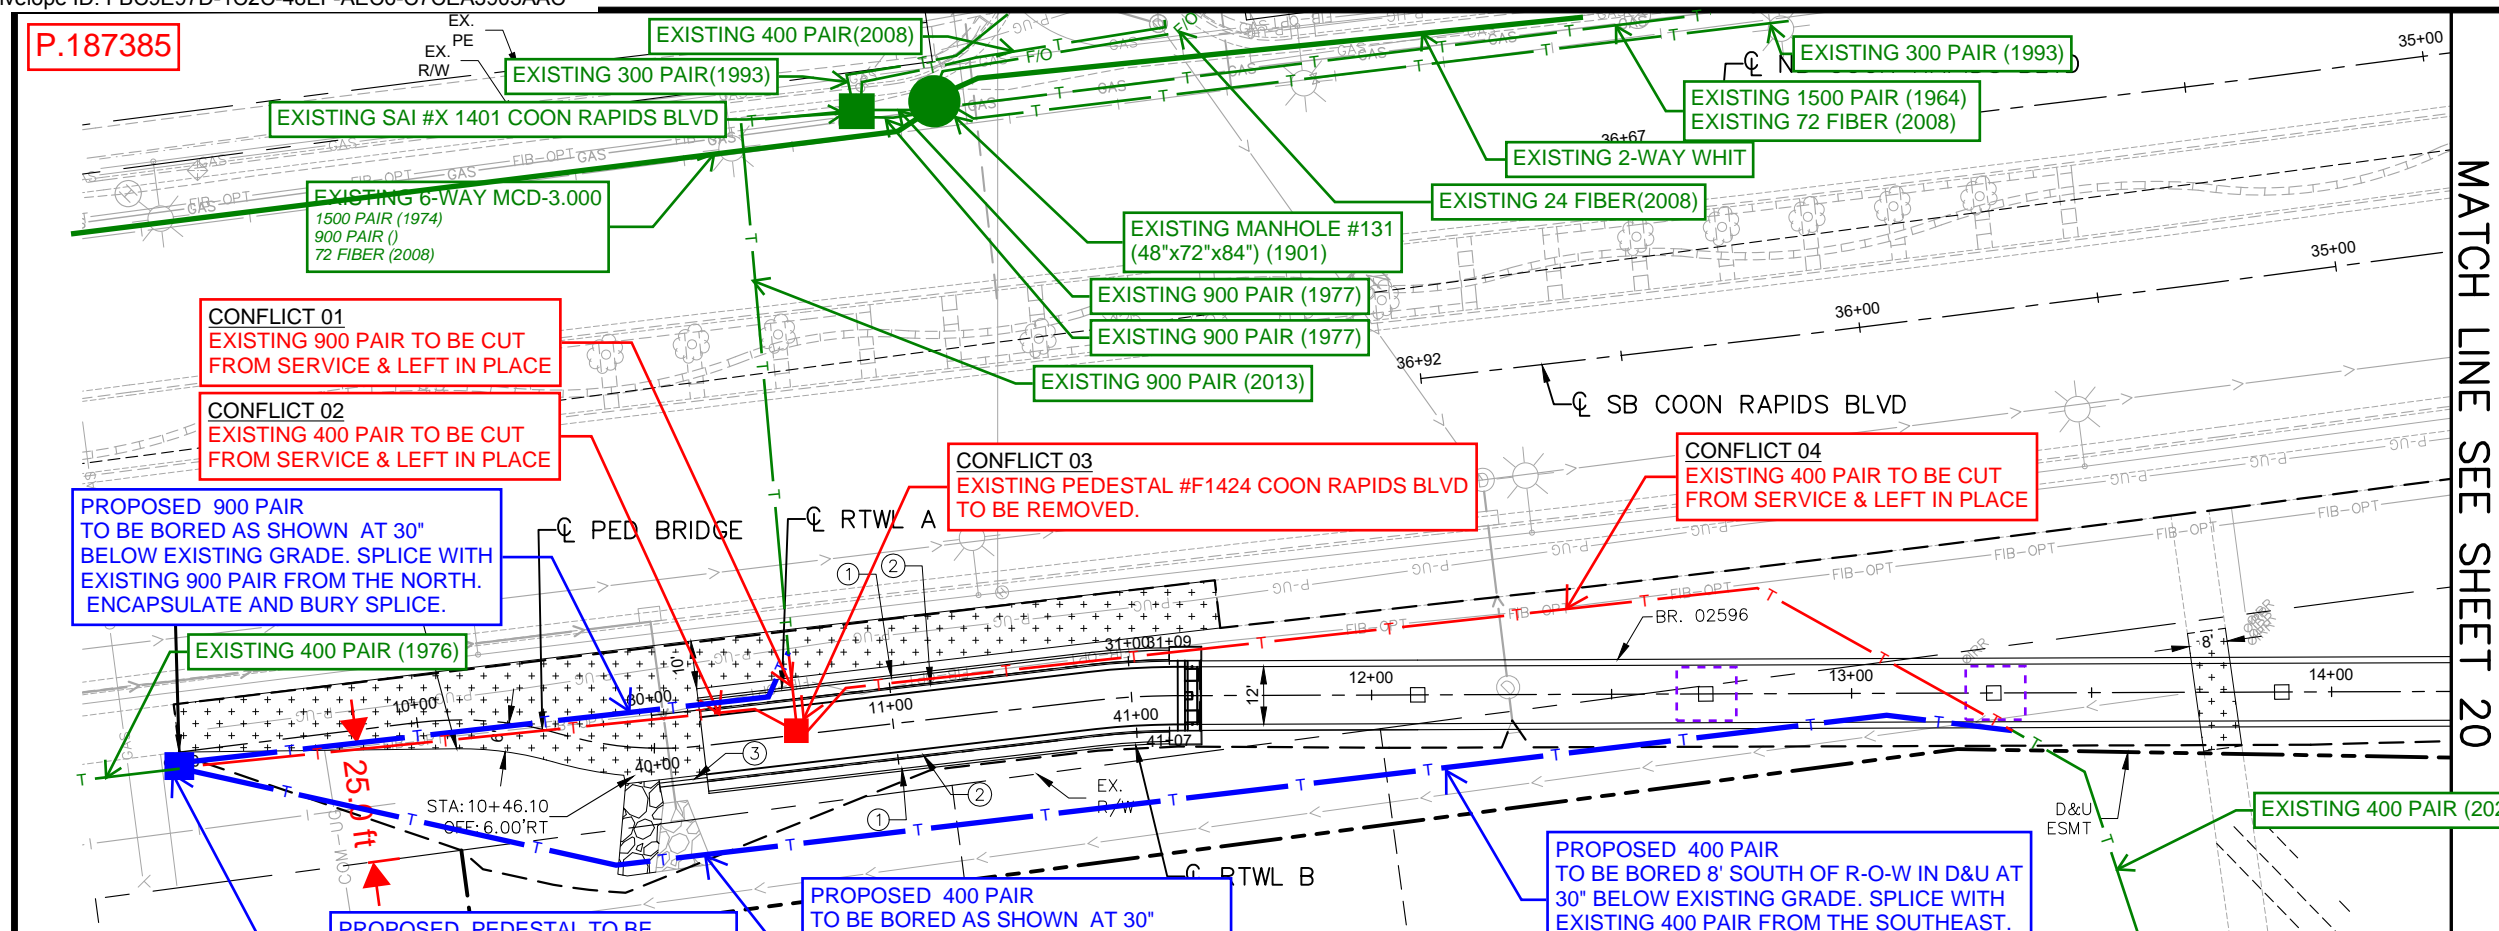 P.187385
EX.
PE
EX.
R/W
EXISTING 400 PAIR(2008)
EXISTING 300 PAIR(1993)
EXISTING SAI #X 1401 COON RAPIDS BLVD
EXISTING 300 PAIR (1993)
35+00
EXISTING 1500 PAIR (1964)
EXISTING 72 FIBER (2008)
36+67
EXISTING 2-WAY WHIT
EXISTING 24 FIBER(2008)
EXISTING 6-WAY MCD-3.000
1500 PAIR (1974)
900 PAIR ()
72 FIBER (2008)
EXISTING MANHOLE #131
(48"x72"x84") (1901)
EXISTING 900 PAIR (1977)
EXISTING 900 PAIR (1977)
EXISTING 900 PAIR (2013)
35+00
36+00
36+92
℄ SB COON RAPIDS BLVD
MATCH LINE SEE SHEET 20
CONFLICT 01
EXISTING 900 PAIR TO BE CUT
FROM SERVICE & LEFT IN PLACE
CONFLICT 02
EXISTING 400 PAIR TO BE CUT
FROM SERVICE & LEFT IN PLACE
CONFLICT 03
EXISTING PEDESTAL #F1424 COON RAPIDS BLVD
TO BE REMOVED.
CONFLICT 04
EXISTING 400 PAIR TO BE CUT
FROM SERVICE & LEFT IN PLACE
PROPOSED 900 PAIR
TO BE BORED AS SHOWN AT 30"
BELOW EXISTING GRADE. SPLICE WITH
EXISTING 900 PAIR FROM THE NORTH.
ENCAPSULATE AND BURY SPLICE.
℄ PED BRIDGE
℄ RTWL A
1
2
EXISTING 400 PAIR (1976)
BR. 02596
31+00
31+09
10'
12'
8'
6'
10+00
30+00
11+00
12+00
13+00
14+00
41+00
41+07
40+00
3
25.0 ft
STA:10+46.10
OFF:6.00'RT
1
2
EX.
R/W
℄ RTWL B
D&U
ESMT
EXISTING 400 PAIR (202
PROPOSED PEDESTAL TO BE
PROPOSED 400 PAIR
TO BE BORED AS SHOWN AT 30"
PROPOSED 400 PAIR
TO BE BORED 8' SOUTH OF R-O-W IN D&U AT
30" BELOW EXISTING GRADE. SPLICE WITH
EXISTING 400 PAIR FROM THE SOUTHEAST.